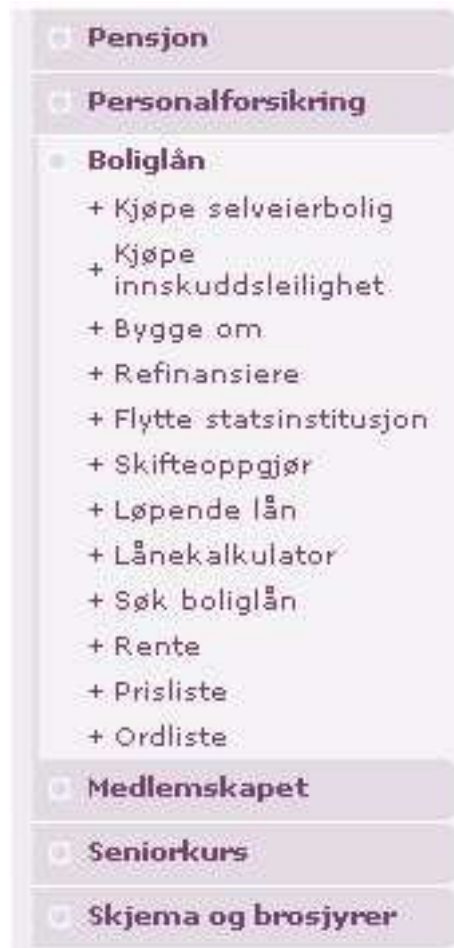 Pensjon
Personalforsikring
Boliglån
+ Kjøpe selveierbolig
+ Kjøpe
innskuddsleilighet
+ Bygge om
+ Refinansiere
+ Flytte statsinstitusjon
+ Skifteoppgjør
+ Løpende lån
+ Lånekalkulator
+ Søk boliglån
+ Rente
+ Prisliste
+ Ordliste
Medlemskapet
Seniorkurs
Skjema og brosjyrer